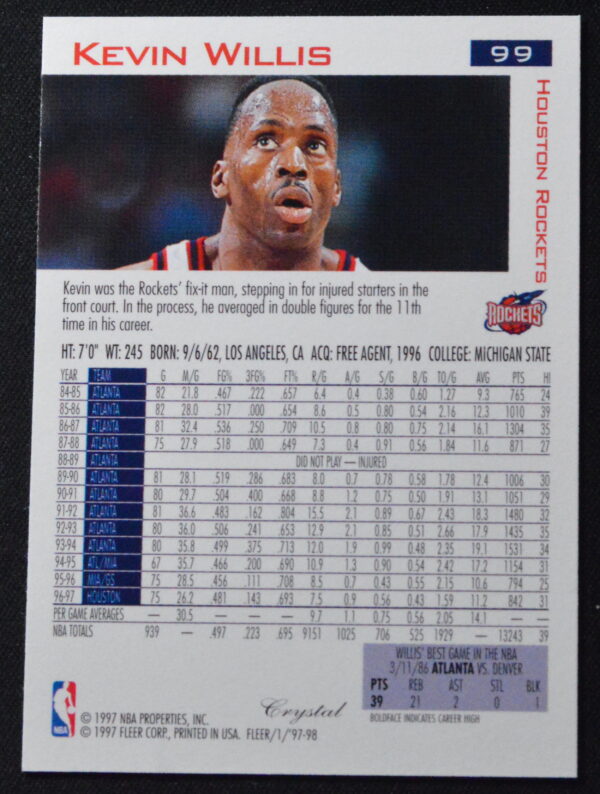 KEVIN WILLIS
99
HOUSTON ROCKETS
Kevin was the Rockets' fix-it man, stepping in for injured starters in the
front court. In the process, he averaged in double figures for the 11th
time in his career.
ROCKETS
HT: 7'0" WT: 245 BORN: 9/6/62, LOS ANGELES, CA ACQ: FREE AGENT, 1996 COLLEGE: MICHIGAN STATE
YEAR TEAM G M/G FG% 3FG% FT% R/G A/G S/G B/G TO/G AVG PTS HI
84-85 ATLANTA 82 21.8 .467 .222 .657 6.4 0.4 0.38 0.60 1.27 9.3 765 24
85-86 ATLANTA 82 28.0 .517 .000 .654 8.6 0.5 0.80 0.54 2.16 12.3 1010 39
86-87 ATLANTA 81 32.4 .536 .250 .709 10.5 0.8 0.80 0.75 2.14 16.1 1304 35
87-88 ATLANTA 75 27.9 .518 .000 .649 7.3 0.4 0.91 0.56 1.84 11.6 871 27
88-89 ATLANTA DID NOT PLAY — INJURED
89-90 ATLANTA 81 28.1 .519 .286 .683 8.0 0.7 0.78 0.58 1.78 12.4 1006 30
90-91 ATLANTA 80 29.7 .504 .400 .668 8.8 1.2 0.75 0.50 1.91 13.1 1051 29
91-92 ATLANTA 81 36.6 .483 .162 .804 15.5 2.1 0.89 0.67 2.43 18.3 1480 32
92-93 ATLANTA 80 36.0 .506 .241 .653 12.9 2.1 0.85 0.51 2.66 17.9 1435 35
93-94 ATLANTA 80 35.8 .499 .375 .713 12.0 1.9 0.99 0.48 2.35 19.1 1531 34
94-95 ATL/MIA 67 35.7 .466 .200 .690 10.9 1.3 0.90 0.54 2.42 17.2 1154 31
95-96 MIA/GS 75 28.5 .456 .111 .708 8.5 0.7 0.43 0.55 2.15 10.6 794 25
96-97 HOUSTON 75 26.2 .481 .143 .693 7.5 0.9 0.56 0.43 1.59 11.2 842 31
PER GAME AVERAGES — 30.5 — — — 9.7 1.1 0.75 0.56 2.05 14.1 — —
NBA TOTALS 939 — .497 .223 .695 9151 1025 706 525 1929 — 13243 39
WILLIS' BEST GAME IN THE NBA
3/11/86 ATLANTA VS. DENVER
PTS REB AST STL BLK
39 21 2 0 1
BOLDFACE INDICATES CAREER HIGH
Crystal
NBA
© 1997 NBA PROPERTIES, INC.
© 1997 FLEER CORP., PRINTED IN USA. FLEER/1/'97-98